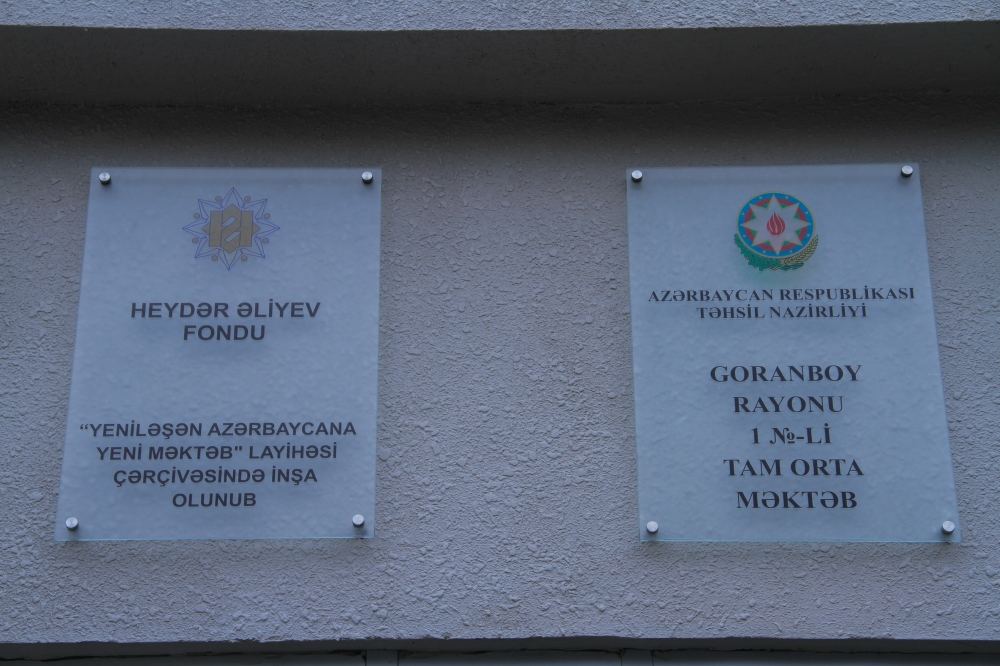 HEYDƏR ƏLİYEV
FONDU
“YENİLƏŞƏN AZƏRBAYCANA
YENİ MƏKTƏB" LAYİHƏSİ
ÇƏRÇİVƏSİNDƏ İNŞA
OLUNUB
AZƏRBAYCAN RESPUBLİKASI
TƏHSİL NAZİRLİYİ
GORANBOY
RAYONU
1 №-Lİ
TAM ORTA
MƏKTƏB